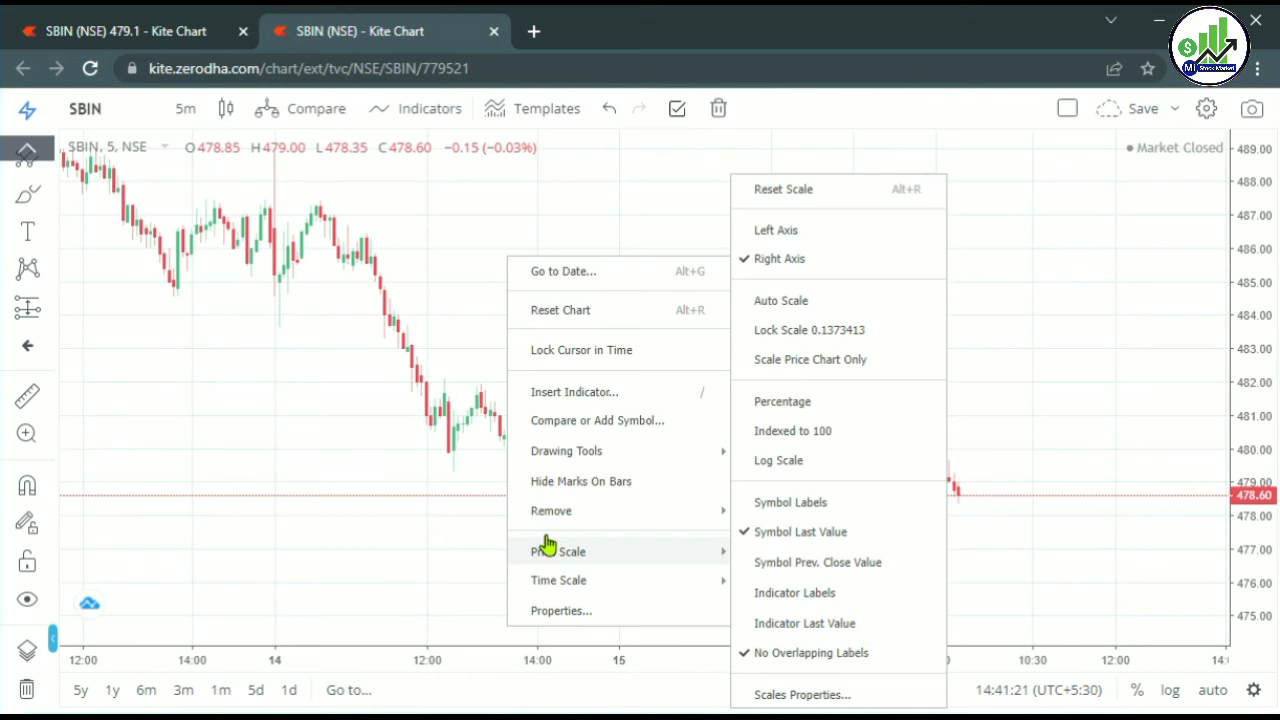 SBIN (NSE) 479.1 - Kite Chart
SBIN (NSE) - Kite Chart
kite.zerodha.com/chart/ext/tvc/NSE/SBIN/779521
MI Stock Market
SBIN 5m Compare Indicators Templates Save
SBIN, 5, NSE O478.85 H479.00 L478.35 C478.60 −0.15 (−0.03%)
Market Closed
Go to Date... Alt+G
Reset Chart Alt+R
Lock Cursor in Time
Insert Indicator... /
Compare or Add Symbol...
Drawing Tools
Hide Marks On Bars
Remove
Scale
Time Scale
Properties...
Reset Scale Alt+R
Left Axis
Right Axis
Auto Scale
Lock Scale 0.1373413
Scale Price Chart Only
Percentage
Indexed to 100
Log Scale
Symbol Labels
Symbol Last Value
Symbol Prev. Close Value
Indicator Labels
Indicator Last Value
No Overlapping Labels
Scales Properties...
489.00
488.00
487.00
486.00
485.00
484.00
483.00
482.00
481.00
480.00
479.00
478.60
478.00
477.00
476.00
475.00
12:00 14:00 14 12:00 14:00 15 10:30 12:00
5y 1y 6m 3m 1m 5d 1d Go to... 14:41:21 (UTC+5:30) % log auto